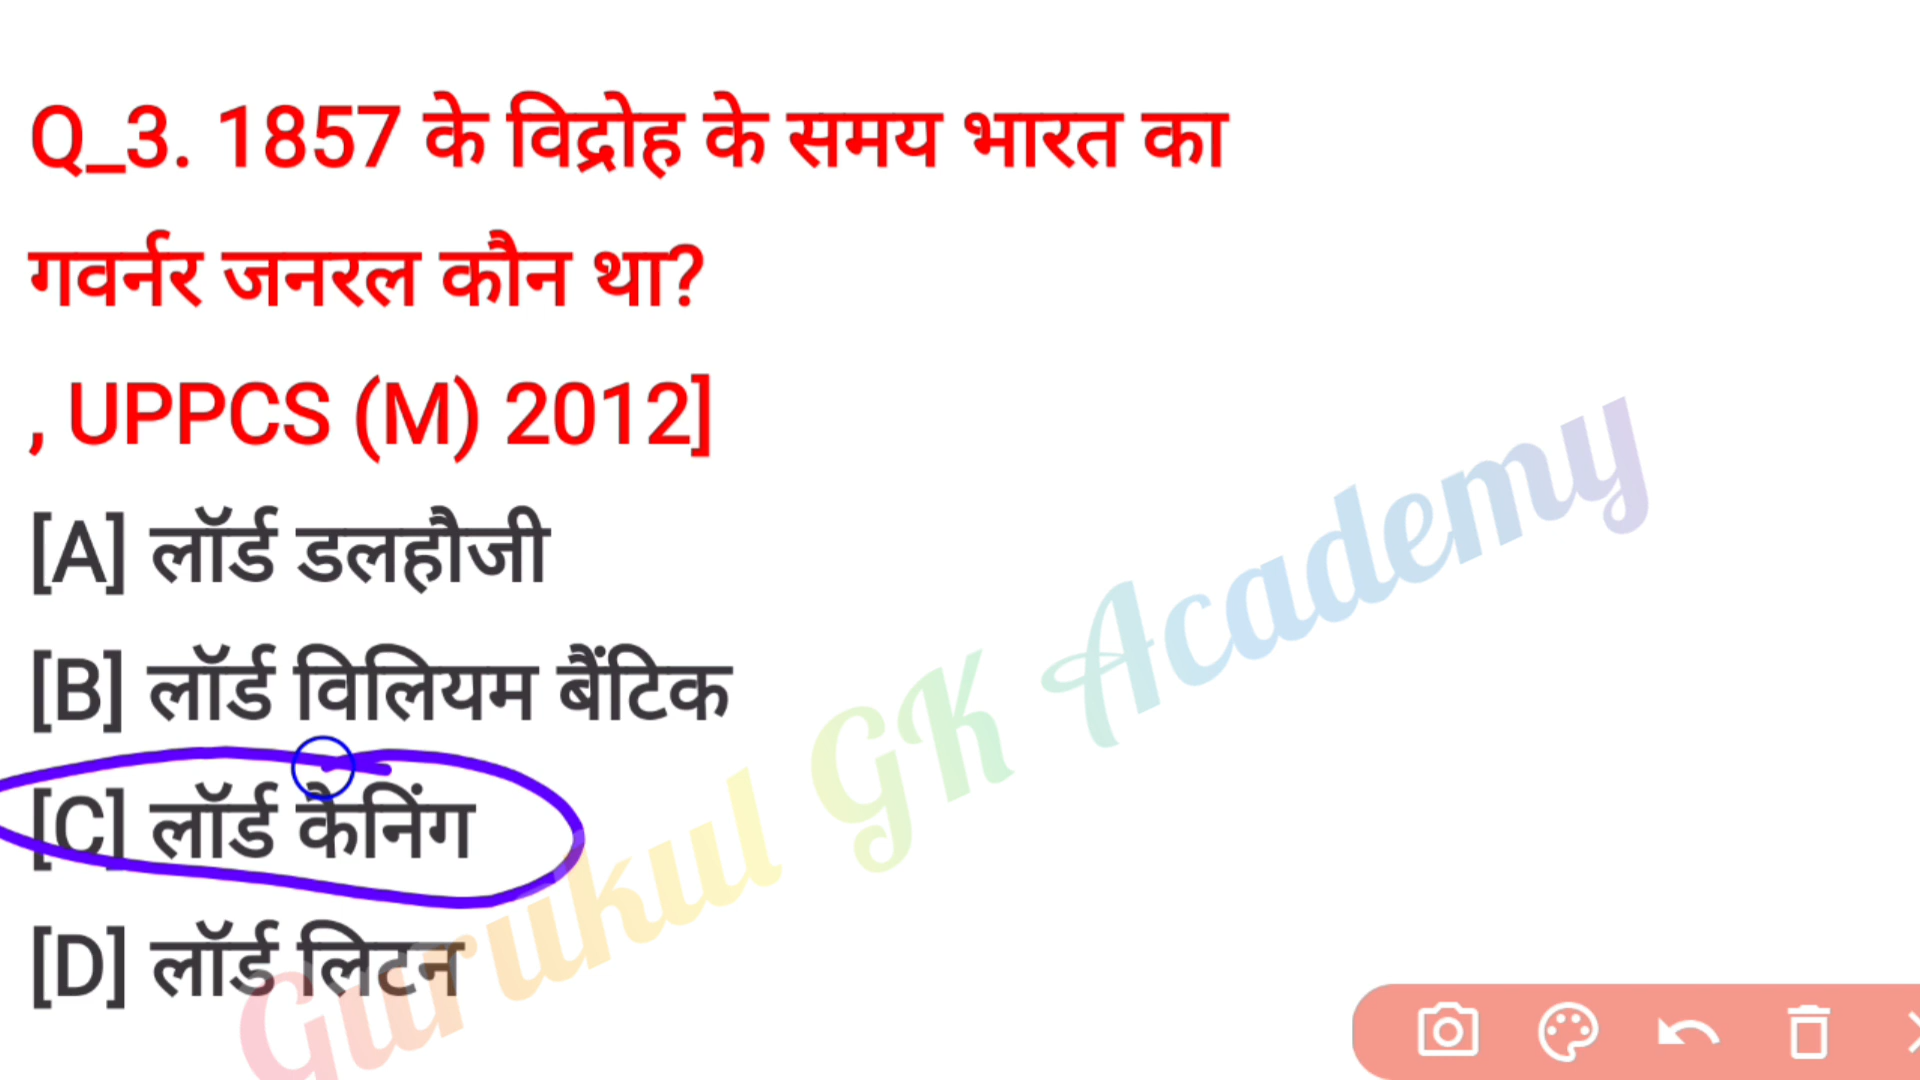 Q_3. 1857 के विद्रोह के समय भारत का
गवर्नर जनरल कौन था?
, UPPCS (M) 2012]
[A] लॉर्ड डलहौजी
[B] लॉर्ड विलियम बैंटिक
[C] लॉर्ड कैनिंग
[D] लॉर्ड लिटन
Gurukul GK Academy